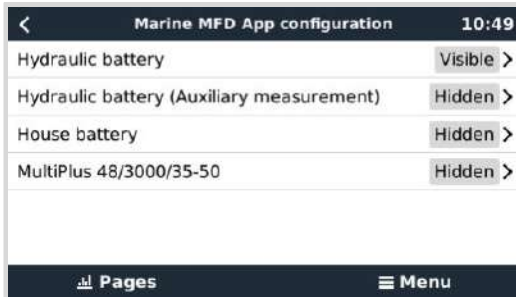 Marine MFD App configuration 10:49
Hydraulic battery Visible
Hydraulic battery (Auxiliary measurement) Hidden
House battery Hidden
MultiPlus 48/3000/35-50 Hidden
Pages Menu